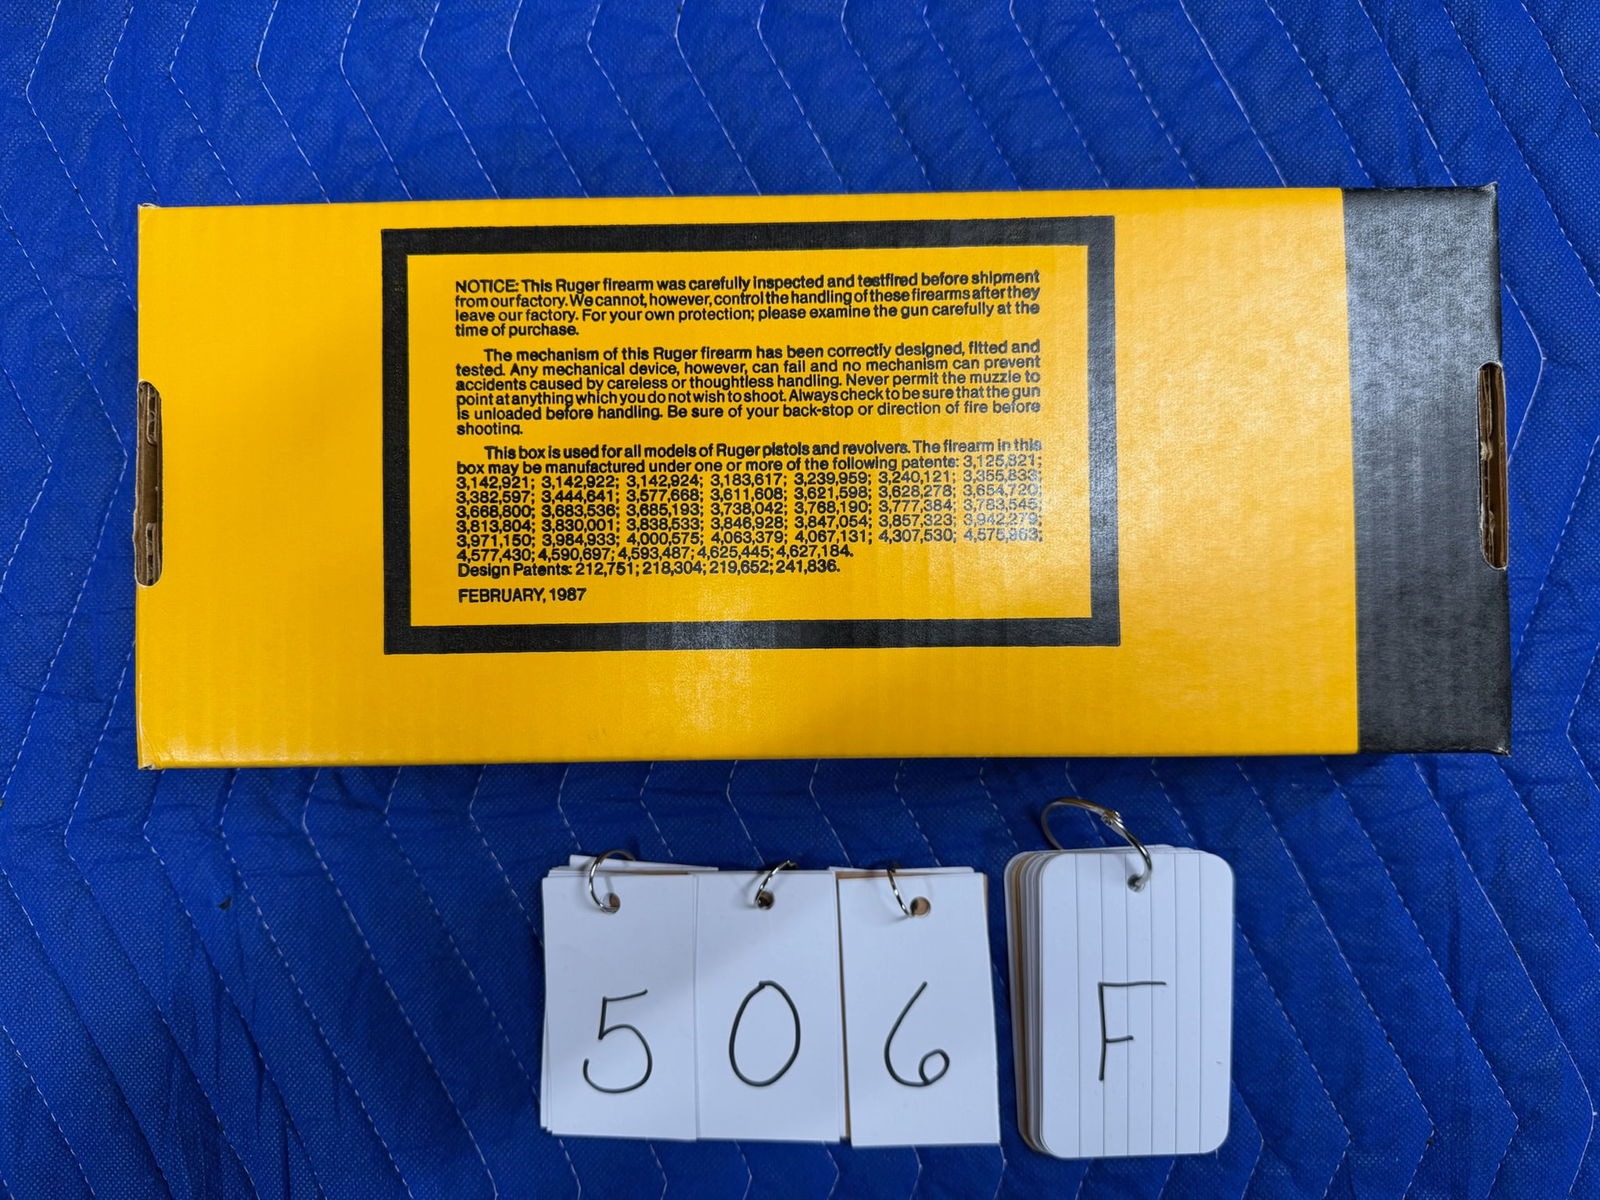 NOTICE: This Ruger firearm was carefully inspected and testfired before shipment
from our factory. We cannot, however, control the handling of these firearms after they
leave our factory. For your own protection; please examine the gun carefully at the
time of purchase.
The mechanism of this Ruger firearm has been correctly designed, fitted and
tested. Any mechanical device, however, can fail and no mechanism can prevent
accidents caused by careless or thoughtless handling. Never permit the muzzle to
point at anything which you do not wish to shoot. Always check to be sure that the gun
is unloaded before handling. Be sure of your back-stop or direction of fire before
shooting.
This box is used for all models of Ruger pistols and revolvers. The firearm in this
box may be manufactured under one or more of the following patents: 3,125,821;
3,142,921; 3,142,922; 3,142,924; 3,183,617; 3,239,959; 3,240,121; 3,355,833;
3,382,597; 3,444,641; 3,577,668; 3,611,608; 3,621,598; 3,628,278; 3,654,720;
3,668,800; 3,683,536; 3,685,193; 3,738,042; 3,768,190; 3,777,384; 3,783,545;
3,813,804; 3,830,001; 3,838,533; 3,846,928; 3,847,054; 3,857,323; 3,942,279;
3,971,150; 3,984,933; 4,000,575; 4,063,379; 4,067,131; 4,307,530; 4,575,963;
4,577,430; 4,590,697; 4,593,487; 4,625,445; 4,627,184.
Design Patents: 212,751; 218,304; 219,652; 241,836.
FEBRUARY, 1987
506 F